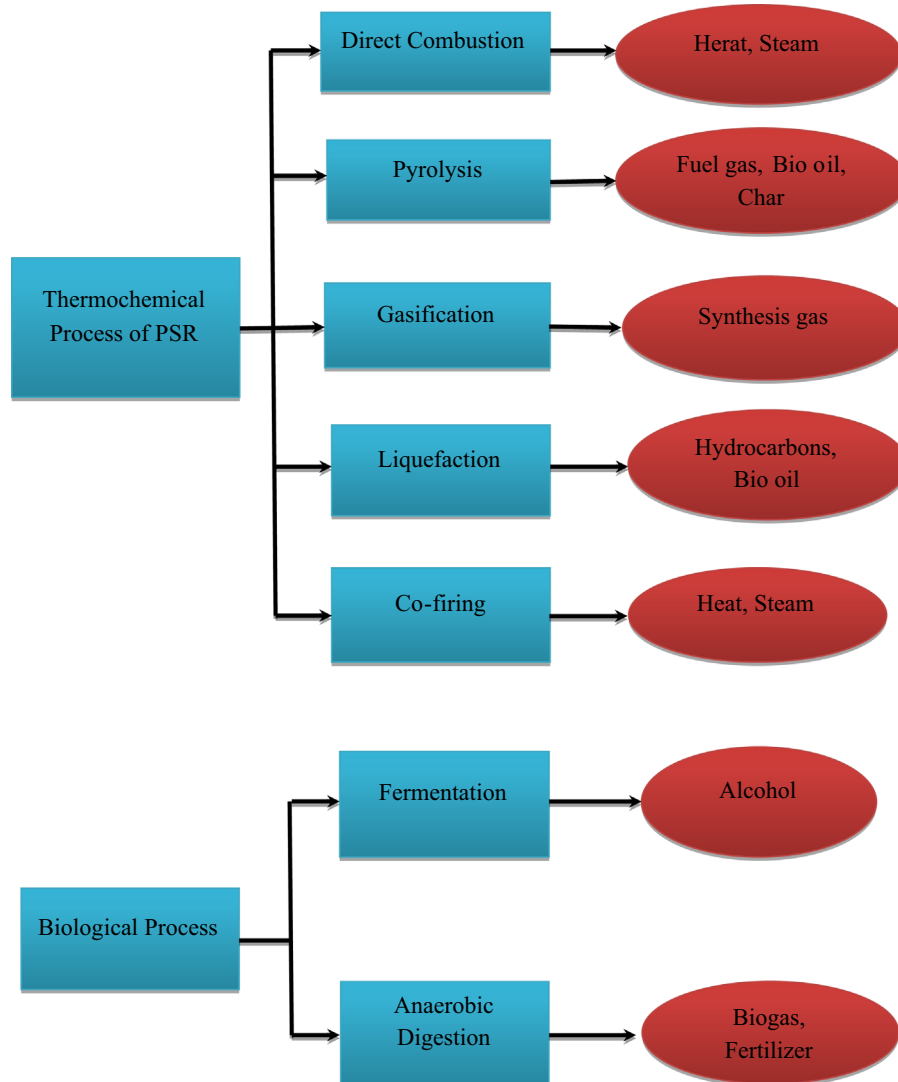 Direct Combustion
Herat, Steam
Pyrolysis
Fuel gas, Bio oil,
Char
Thermochemical
Process of PSR
Gasification
Synthesis gas
Liquefaction
Hydrocarbons,
Bio oil
Co-firing
Heat, Steam
Fermentation
Alcohol
Biological Process
Anaerobic
Digestion
Biogas,
Fertilizer